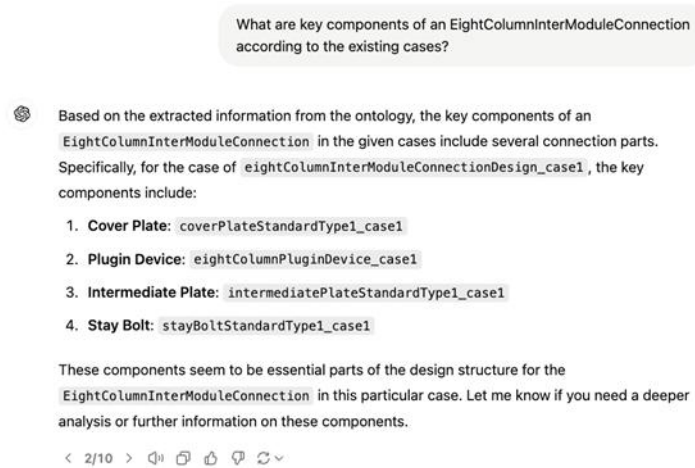 What are key components of an EightColumnInterModuleConnection
according to the existing cases?
Based on the extracted information from the ontology, the key components of an
EightColumnInterModuleConnection in the given cases include several connection parts.
Specifically, for the case of eightColumnInterModuleConnectionDesign_case1, the key
components include:
1. Cover Plate: coverPlateStandardType1_case1
2. Plugin Device: eightColumnPluginDevice_case1
3. Intermediate Plate: intermediatePlateStandardType1_case1
4. Stay Bolt: stayBoltStandardType1_case1
These components seem to be essential parts of the design structure for the
EightColumnInterModuleConnection in this particular case. Let me know if you need a deeper
analysis or further information on these components.
< 2/10 >